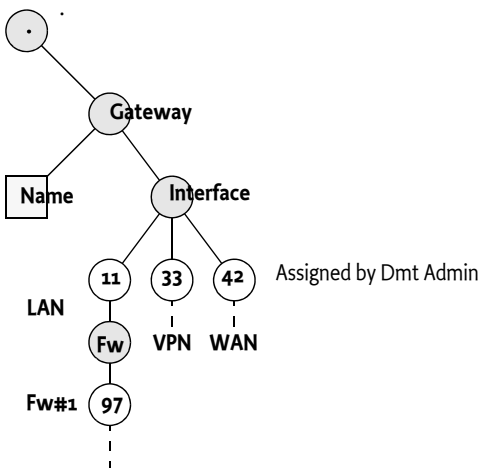 .
Gateway
Name
Interface
11
33
42
Assigned by Dmt Admin
LAN
Fw
VPN
WAN
Fw#1
97